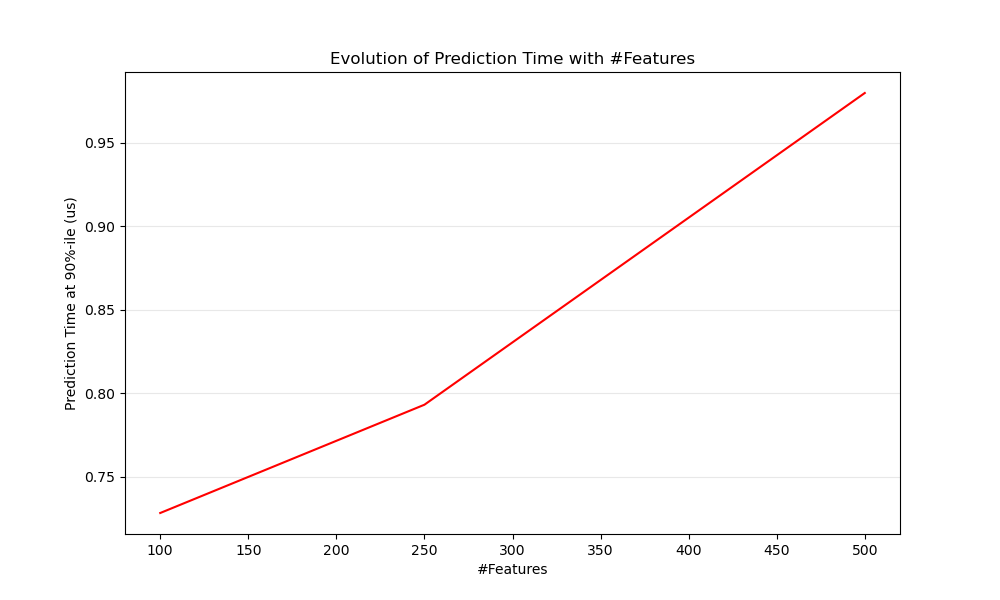 Evolution of Prediction Time with #Features
Prediction Time at 90%-ile (us)
0.95
0.90
0.85
0.80
0.75
100 150 200 250 300 350 400 450 500
#Features